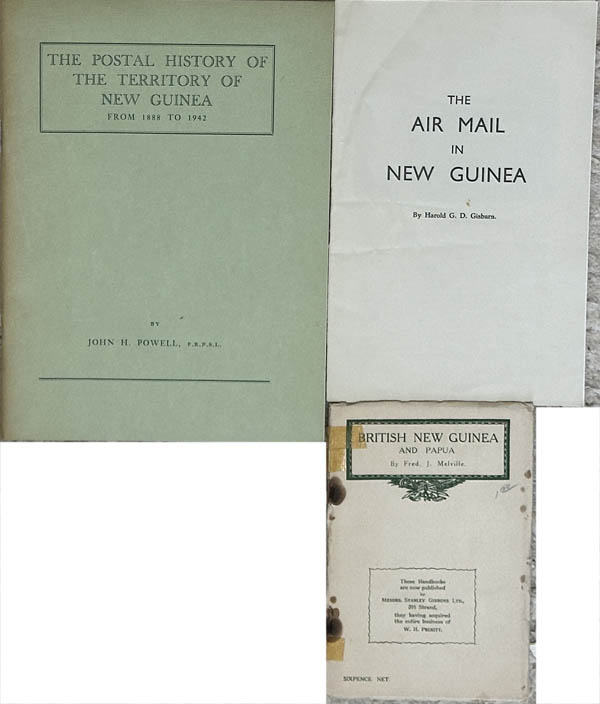 THE POSTAL HISTORY OF
THE TERRITORY OF
NEW GUINEA
FROM 1888 TO 1942
BY
JOHN H. POWELL, F.R.P.S.L.
THE
AIR MAIL
IN
NEW GUINEA
By Harold G. D. Gisburn.
BRITISH NEW GUINEA
AND PAPUA
By Fred. J. Melville.
These Handbooks
are now published
by
MESSRS. STANLEY GIBBONS LTD.,
391 Strand,
they having acquired
the entire business of
W. H. PECKITT.
SIXPENCE NET